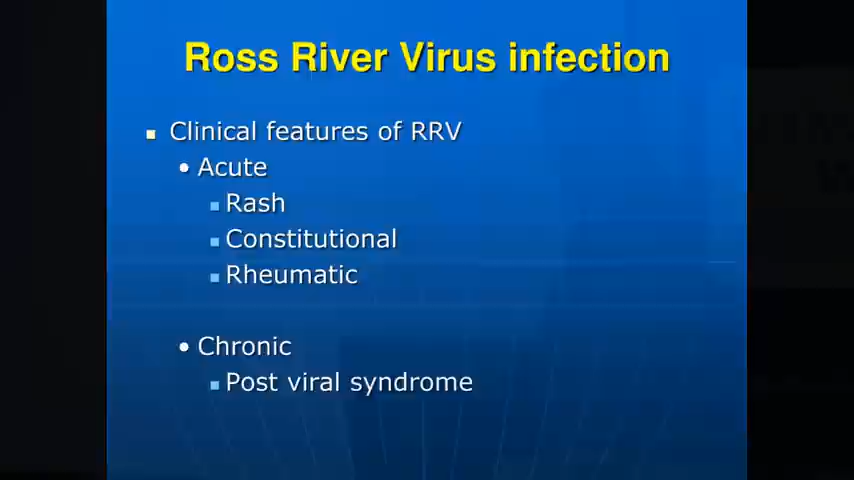 Ross River Virus infection
Clinical features of RRV
Acute
Rash
Constitutional
Rheumatic
Chronic
Post viral syndrome